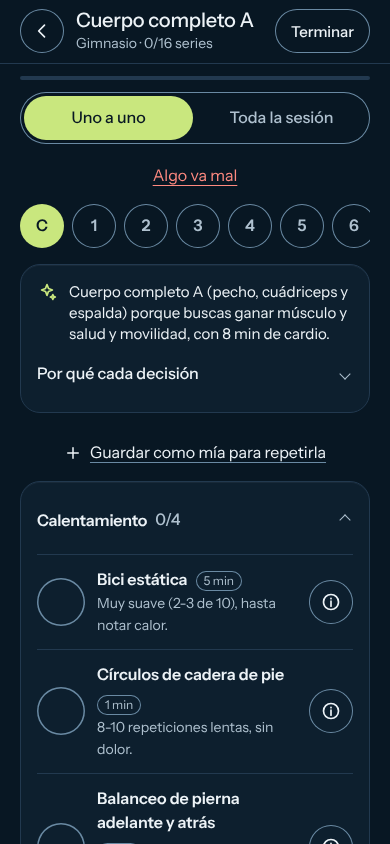 Cuerpo completo A
Gimnasio · 0/16 series
Terminar
Uno a uno
Toda la sesión
Algo va mal
C 1 2 3 4 5 6
Cuerpo completo A (pecho, cuádriceps y
espalda) porque buscas ganar músculo y
salud y movilidad, con 8 min de cardio.
Por qué cada decisión
Guardar como mía para repetirla
Calentamiento 0/4
Bici estática 5 min
Muy suave (2-3 de 10), hasta
notar calor.
Círculos de cadera de pie
1 min
8-10 repeticiones lentas, sin
dolor.
Balanceo de pierna
adelante y atrás